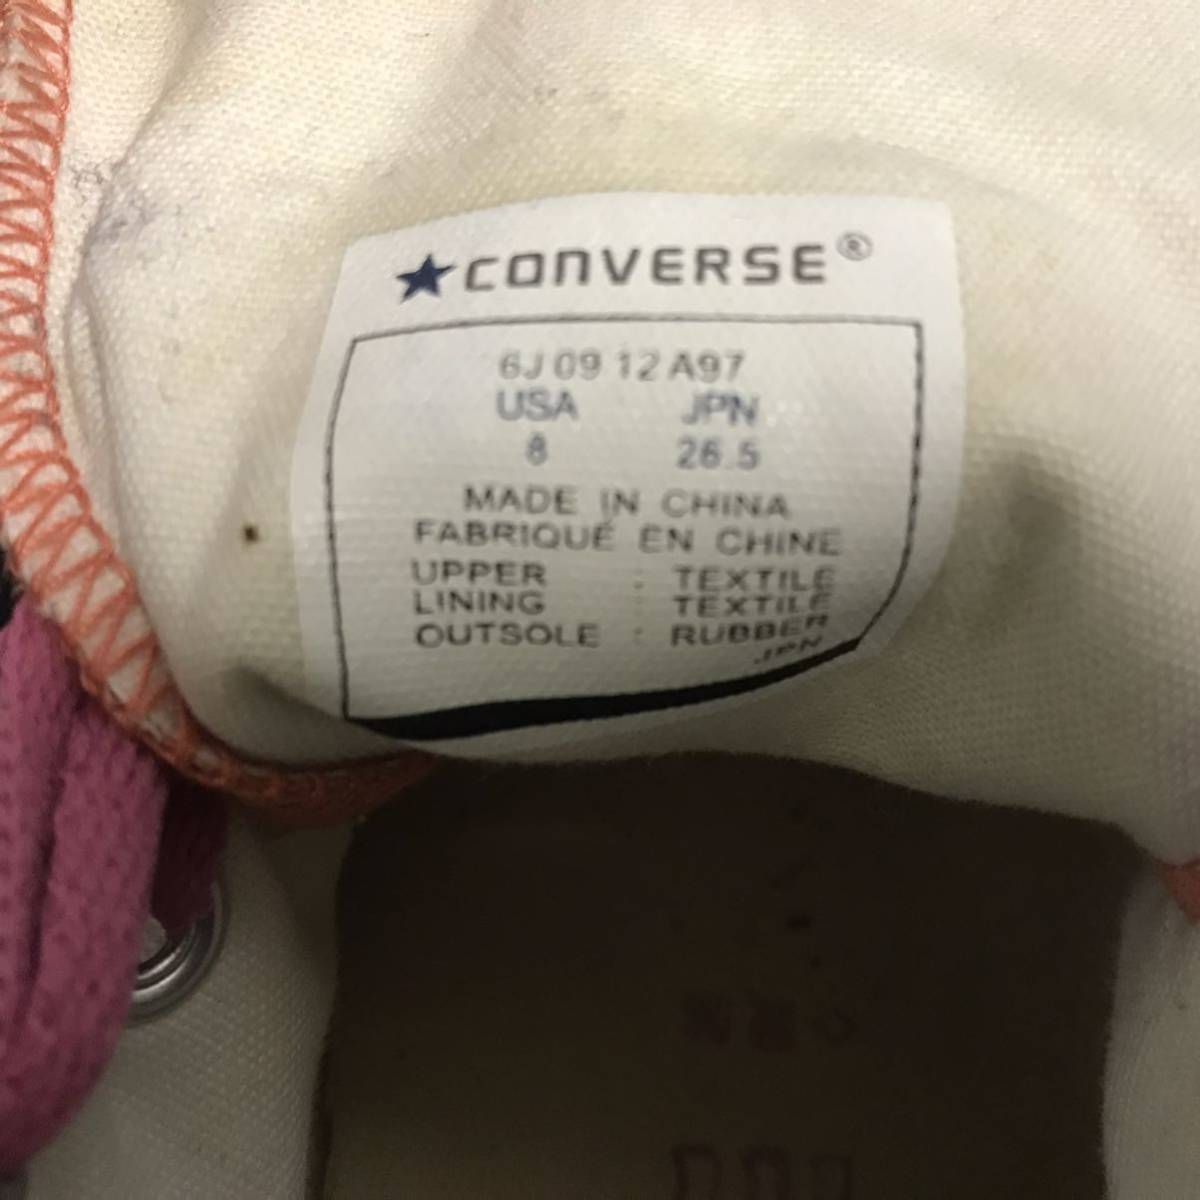 ★CONVERSE®
6J 09 12 A97
USA JPN
8 26.5
MADE IN CHINA
FABRIQUÉ EN CHINE
UPPER : TEXTILE
LINING : TEXTILE
OUTSOLE : RUBBER
JPN